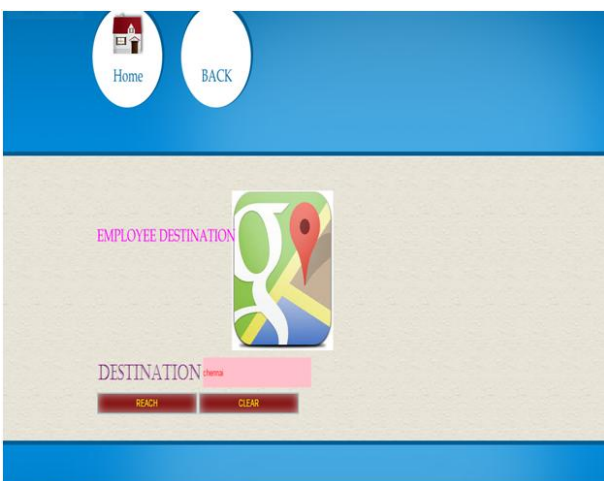 Home BACK
EMPLOYEE DESTINATION
DESTINATION chennai
REACH CLEAR